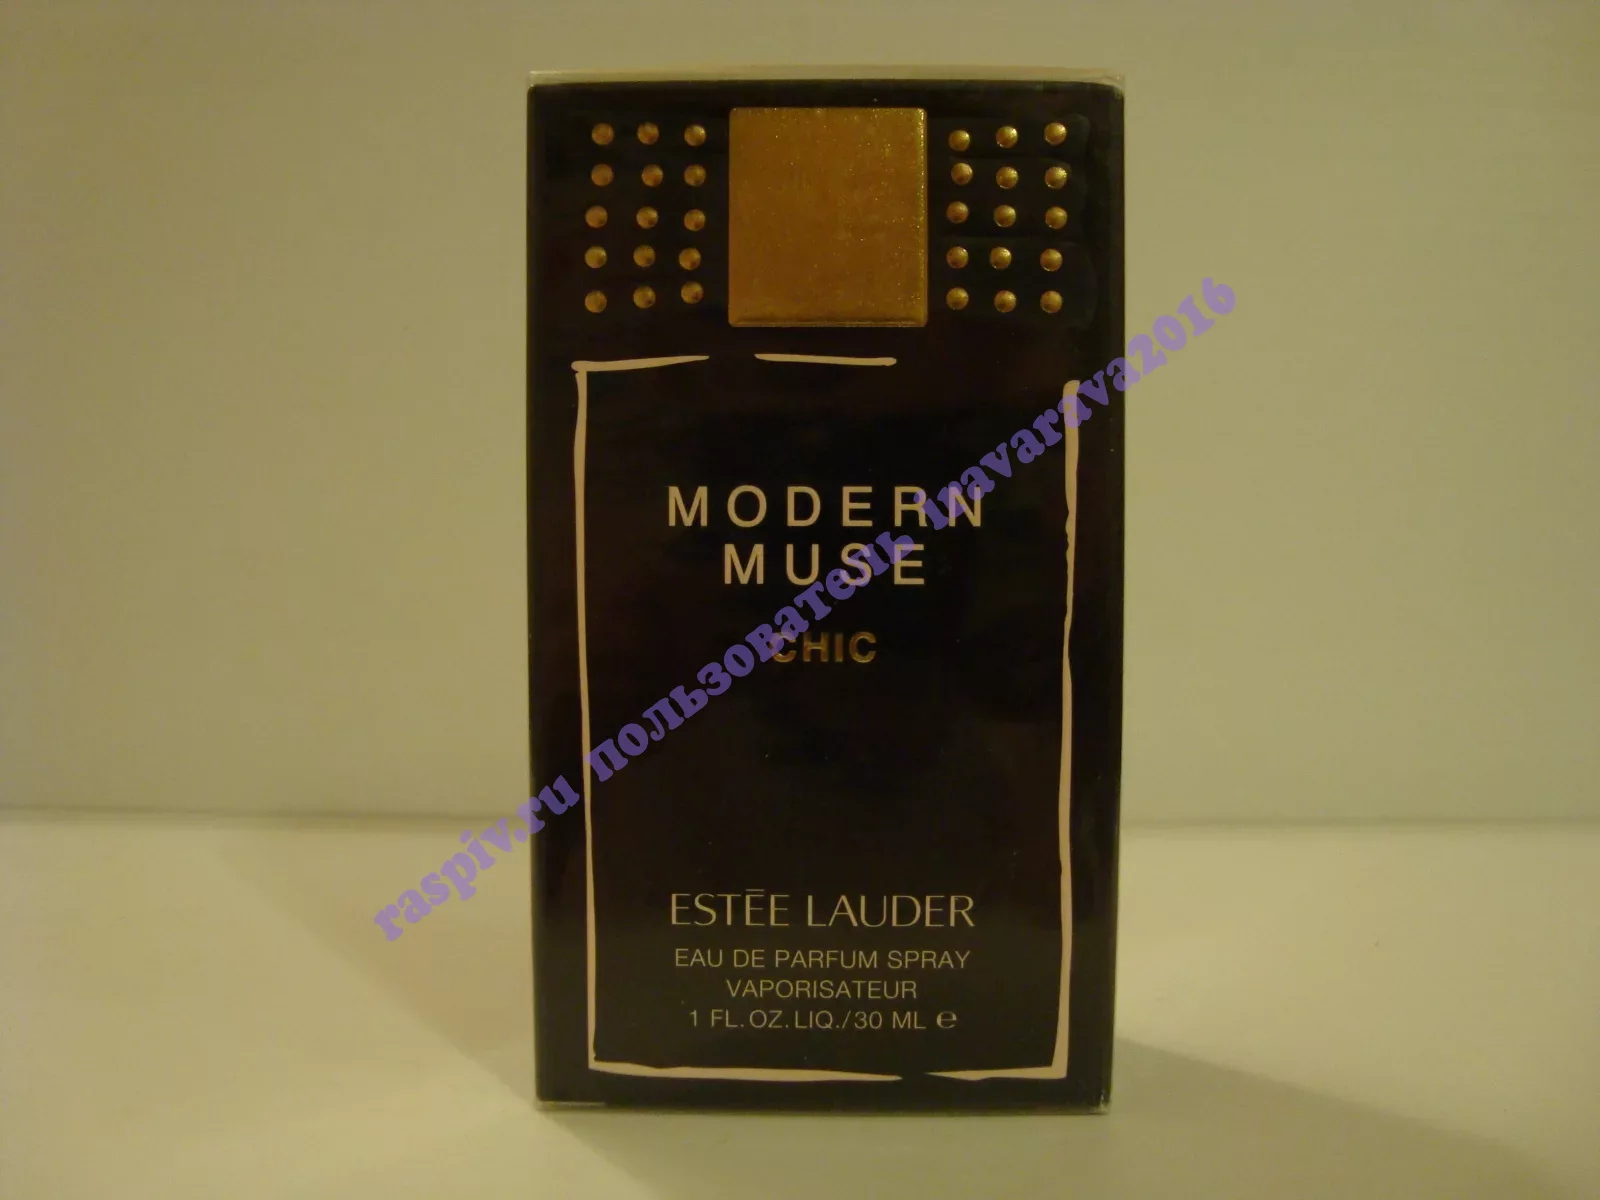 MODERN
MUSE
CHIC
ESTĒE LAUDER
EAU DE PARFUM SPRAY
VAPORISATEUR
1 FL. OZ. LIQ./30 ML ℮
raspiv.ru пользователь iravarava2016